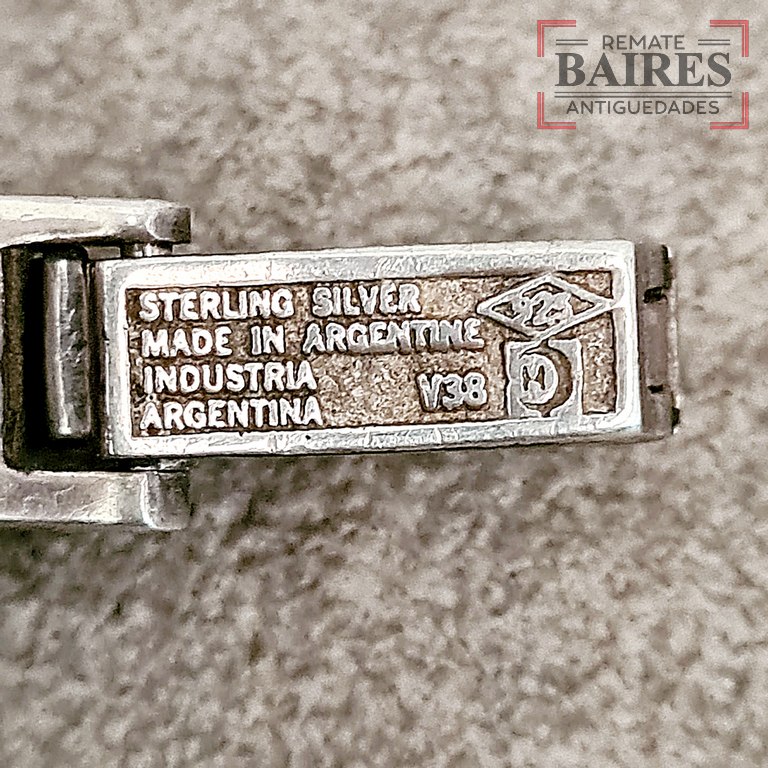 REMATE
BAIRES
ANTIGUEDADES
STERLING SILVER
MADE IN ARGENTINE
INDUSTRIA
ARGENTINA
V38
925